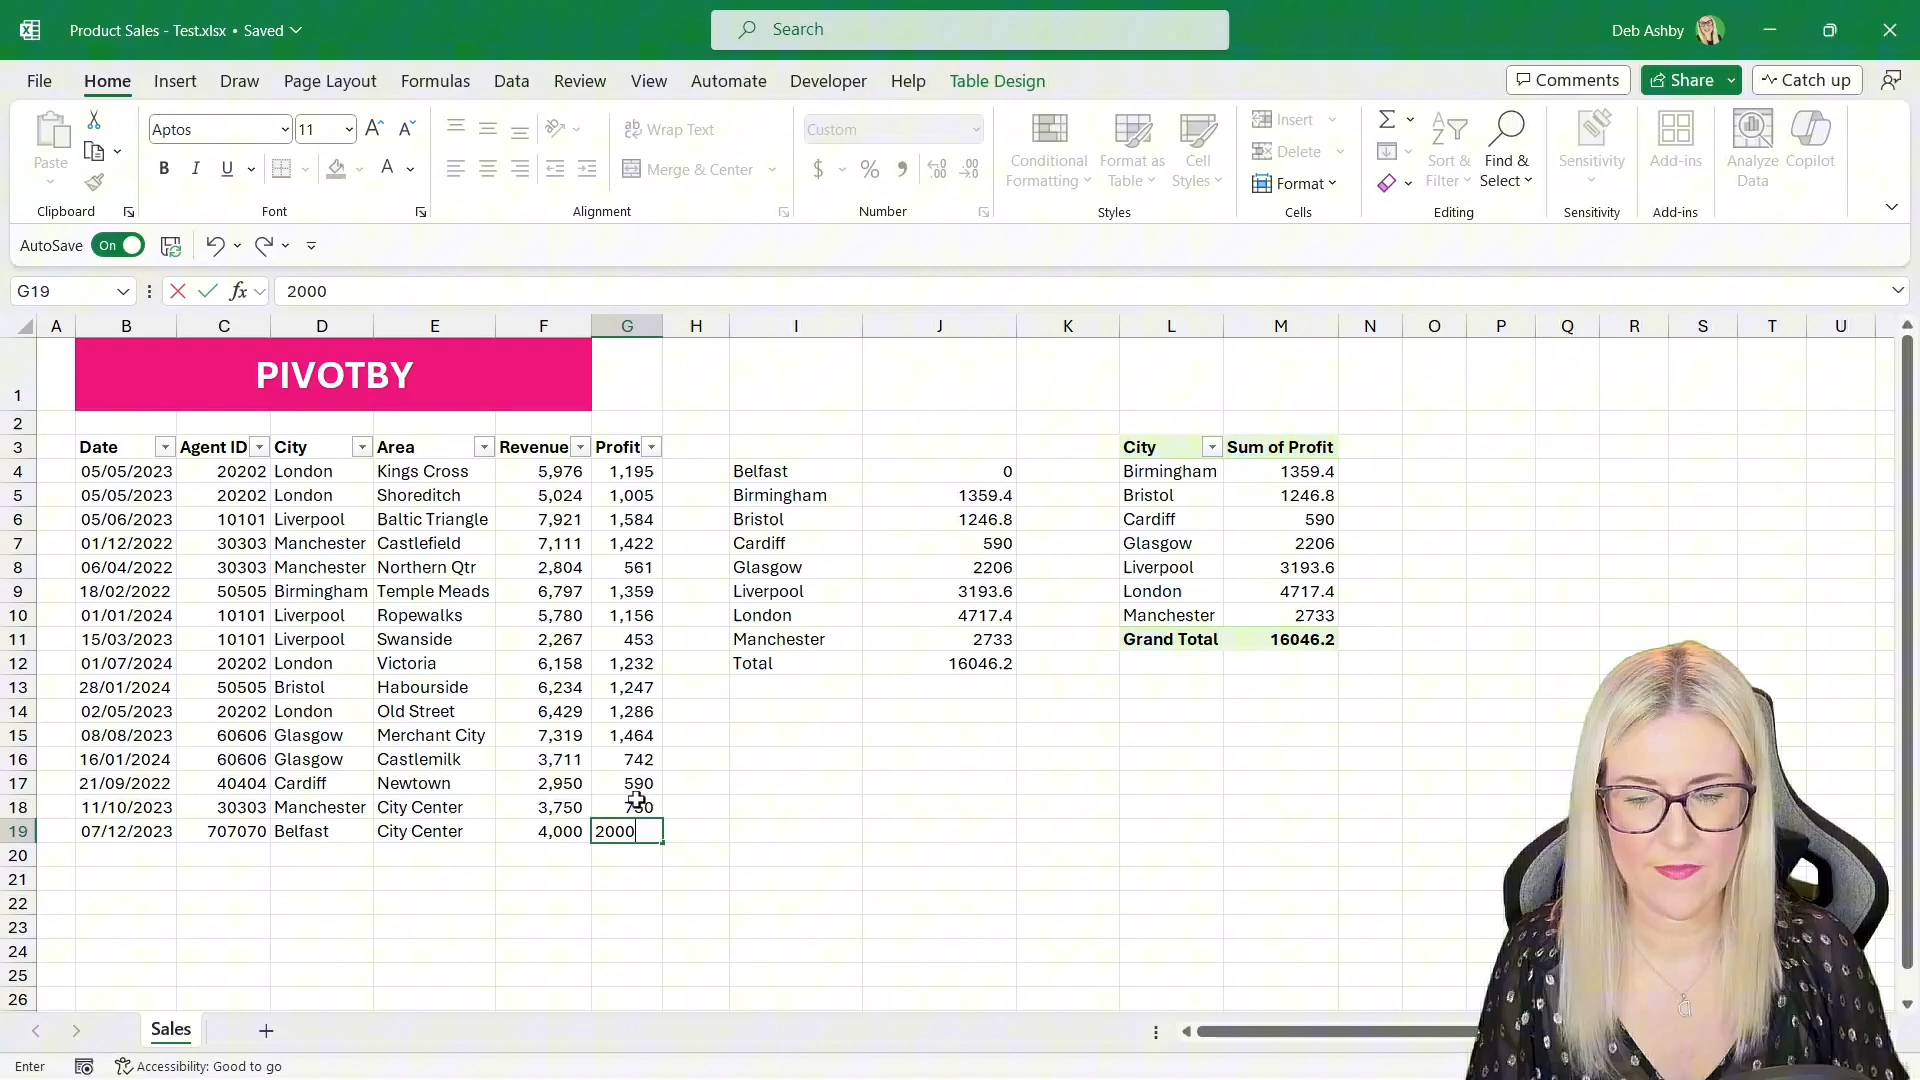 Product Sales - Test.xlsx • Saved
Search
Deb Ashby
File Home Insert Draw Page Layout Formulas Data Review View Automate Developer Help Table Design
Comments Share Catch up
Paste
Clipboard
Aptos 11
B I U A
Font
ab Wrap Text
Merge & Center
Alignment
Custom
$ %
Number
Conditional Formatting
Format as Table
Cell Styles
Styles
Insert
Delete
Format
Cells
Sort & Filter
Find & Select
Editing
Sensitivity
Sensitivity
Add-ins
Add-ins
Analyze Data
Copilot
AutoSave On
G19 fx 2000
A B C D E F G H I J K L M N O P Q R S T U
1 PIVOTBY
2
3 Date Agent ID City Area Revenue Profit City Sum of Profit
4 05/05/2023 20202 London Kings Cross 5,976 1,195 Belfast 0 Birmingham 1359.4
5 05/05/2023 20202 London Shoreditch 5,024 1,005 Birmingham 1359.4 Bristol 1246.8
6 05/06/2023 10101 Liverpool Baltic Triangle 7,921 1,584 Bristol 1246.8 Cardiff 590
7 01/12/2022 30303 Manchester Castlefield 7,111 1,422 Cardiff 590 Glasgow 2206
8 06/04/2022 30303 Manchester Northern Qtr 2,804 561 Glasgow 2206 Liverpool 3193.6
9 18/02/2022 50505 Birmingham Temple Meads 6,797 1,359 Liverpool 3193.6 London 4717.4
10 01/01/2024 10101 Liverpool Ropewalks 5,780 1,156 London 4717.4 Manchester 2733
11 15/03/2023 10101 Liverpool Swanside 2,267 453 Manchester 2733 Grand Total 16046.2
12 01/07/2024 20202 London Victoria 6,158 1,232 Total 16046.2
13 28/01/2024 50505 Bristol Habourside 6,234 1,247
14 02/05/2023 20202 London Old Street 6,429 1,286
15 08/08/2023 60606 Glasgow Merchant City 7,319 1,464
16 16/01/2024 60606 Glasgow Castlemilk 3,711 742
17 21/09/2022 40404 Cardiff Newtown 2,950 590
18 11/10/2023 30303 Manchester City Center 3,750 750
19 07/12/2023 707070 Belfast City Center 4,000 2000
20
21
22
23
24
25
26
Sales
Enter Accessibility: Good to go